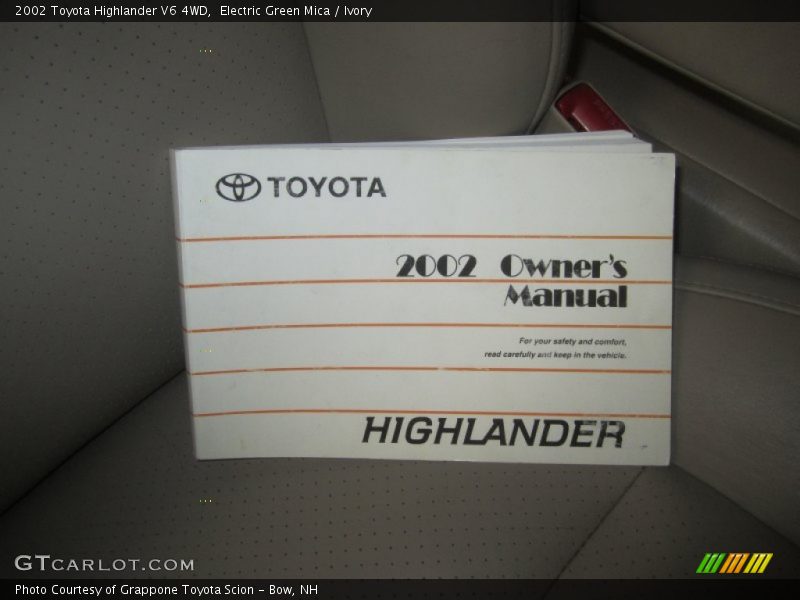 2002 Toyota Highlander V6 4WD,  Electric Green Mica / Ivory
TOYOTA
2002 Owner's
Manual
For your safety and comfort,
read carefully and keep in the vehicle.
HIGHLANDER
GTCARLOT.COM
Photo Courtesy of Grappone Toyota Scion - Bow, NH